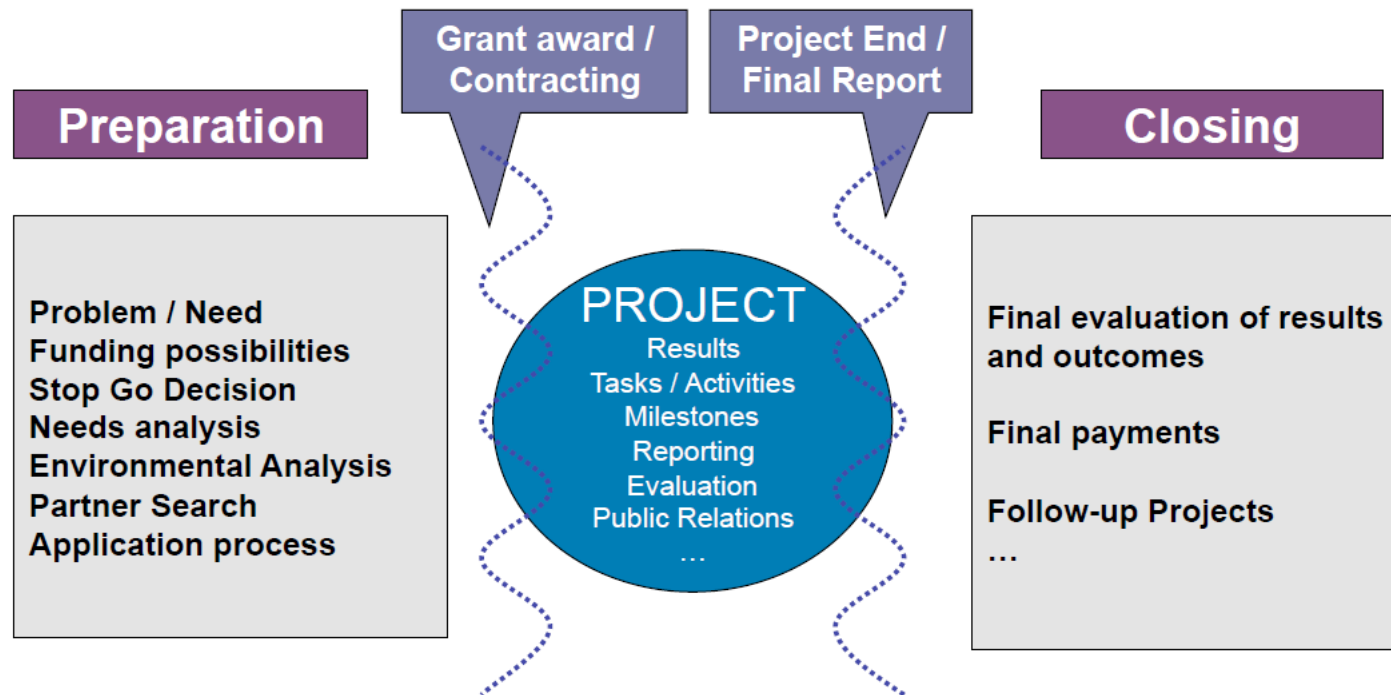 Grant award /
Contracting
Project End /
Final Report
Preparation
Closing
Problem / Need
Funding possibilities
Stop Go Decision
Needs analysis
Environmental Analysis
Partner Search
Application process
PROJECT
Results
Tasks / Activities
Milestones
Reporting
Evaluation
Public Relations
…
Final evaluation of results
and outcomes
Final payments
Follow-up Projects
…